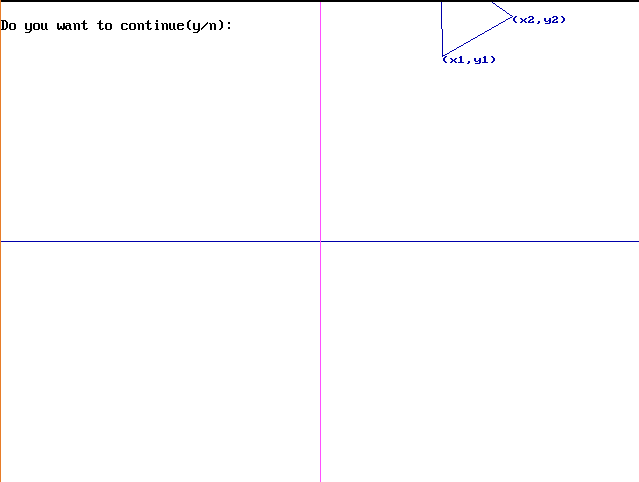 (x2,y2)
Do you want to continue(y/n):
(x1,y1)